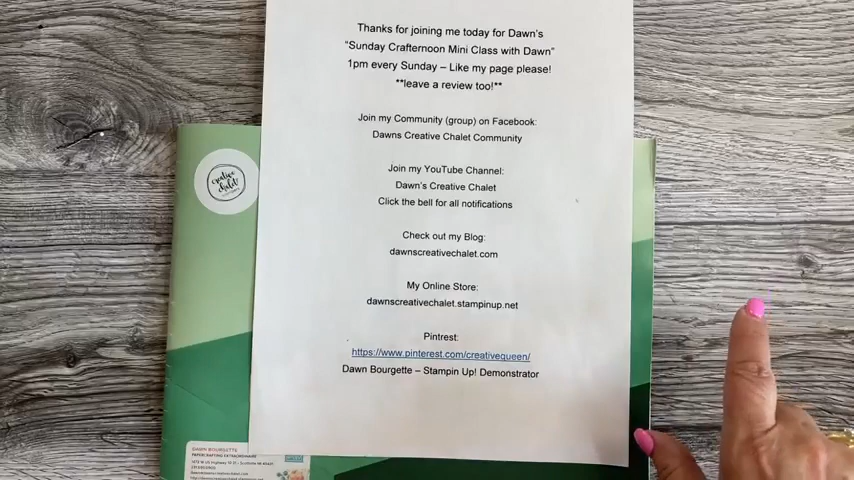 Thanks for joining me today for Dawn's
"Sunday Crafternoon Mini Class with Dawn"
1pm every Sunday – Like my page please!
**leave a review too!**
Join my Community (group) on Facebook:
Dawns Creative Chalet Community
Join my YouTube Channel:
Dawn's Creative Chalet
Click the bell for all notifications
Check out my Blog:
dawnscreativechalet.com
My Online Store:
dawnscreativechalet.stampinup.net
Pintrest:
https://www.pinterest.com/creativequeen/
Dawn Bourgette – Stampin Up! Demonstrator
creative
chalet
DAWN BOURGETTE
PAPERCRAFTING EXTRAORDINAIRE